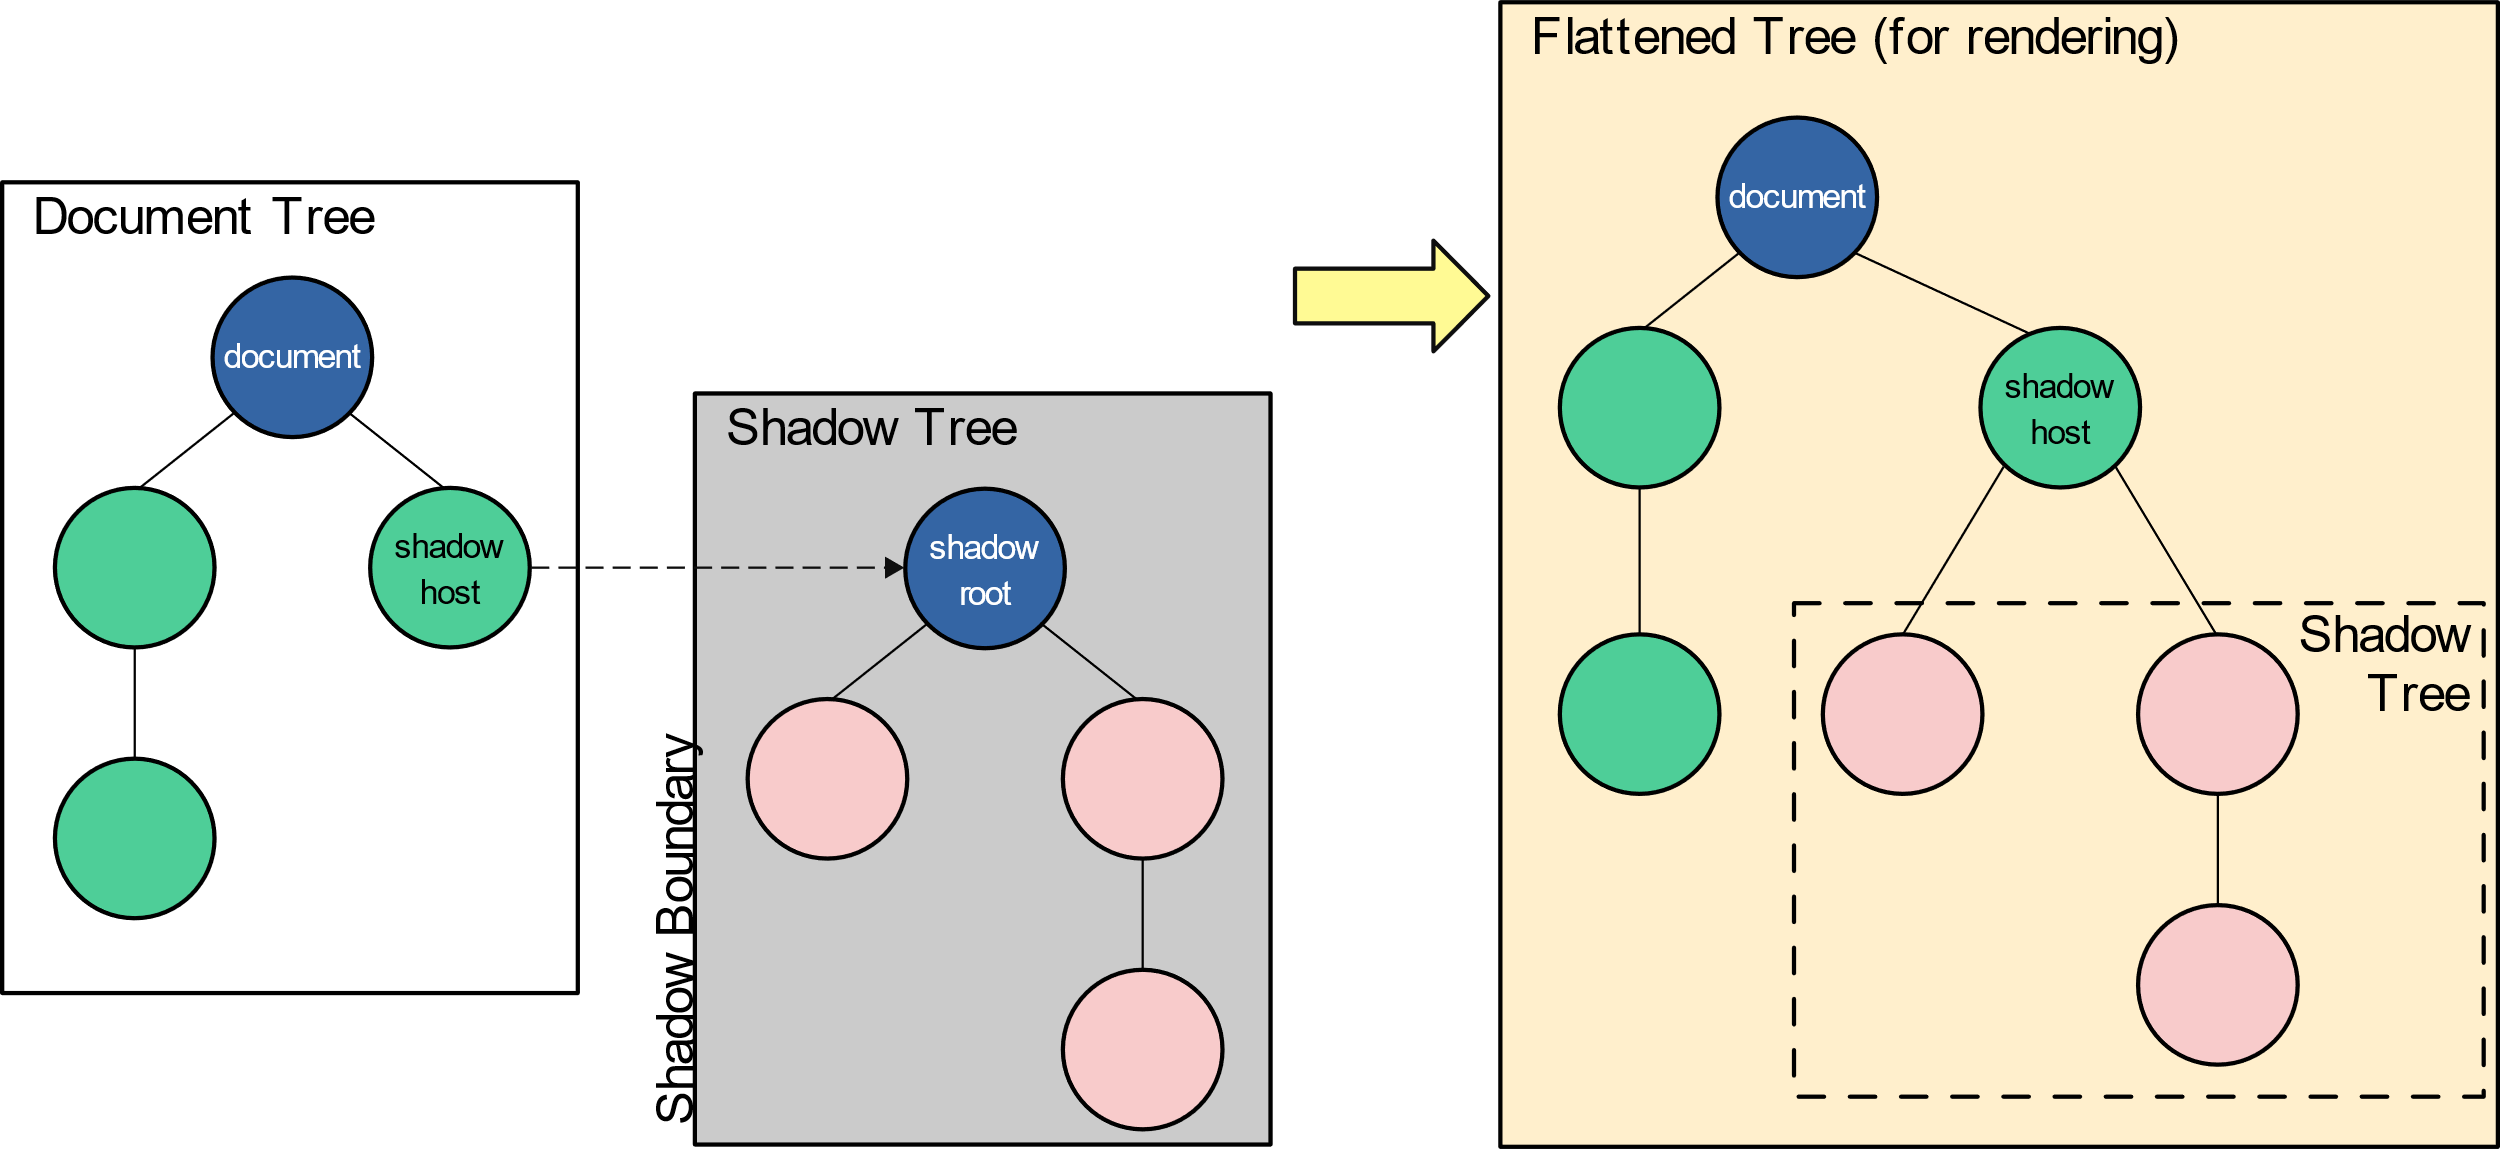 Document Tree
document
shadow
host
Shadow Boundary
Shadow Tree
shadow
root
Flattened Tree (for rendering)
document
shadow
host
Shadow
Tree